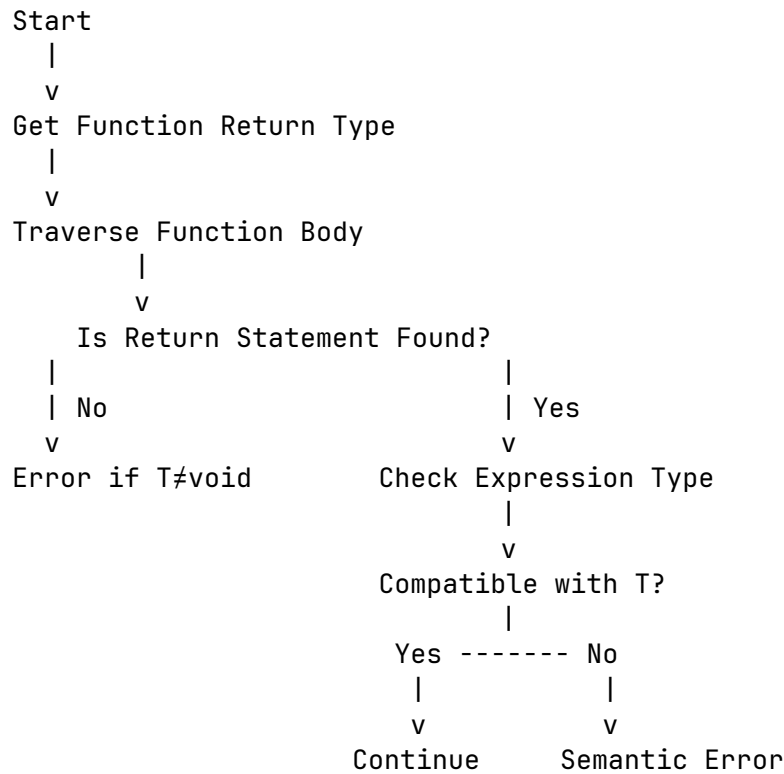 Start
|
v
Get Function Return Type
|
v
Traverse Function Body
|
v
Is Return Statement Found?
| |
| No | Yes
v v
Error if T≠void Check Expression Type
|
v
Compatible with T?
|
Yes ------- No
| |
v v
Continue Semantic Error